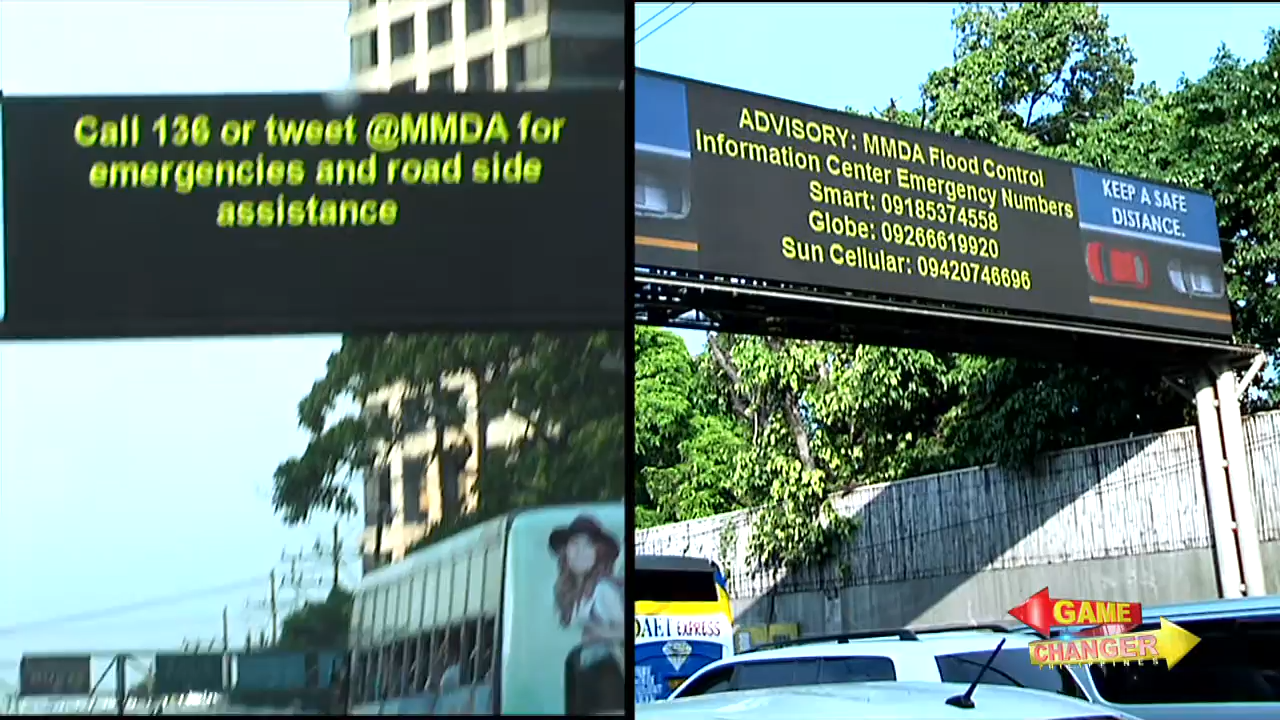 Call 136 or tweet @MMDA for
emergencies and road side
assistance
ADVISORY: MMDA Flood Control
Information Center Emergency Numbers
Smart: 09185374558
Globe: 09266619920
Sun Cellular: 09420746696
KEEP A SAFE
DISTANCE.
EXPRESS
GAME
CHANGER
PHILIPPINES